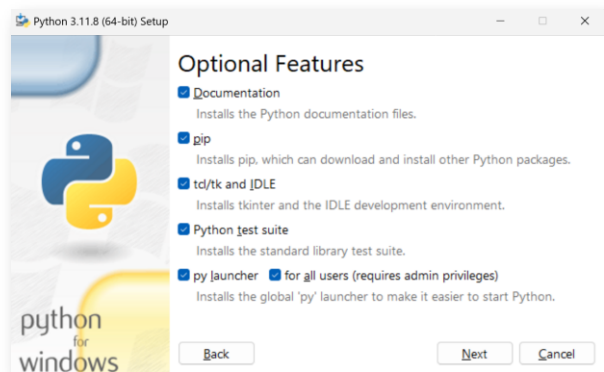 Python 3.11.8 (64-bit) Setup
Optional Features
Documentation
Installs the Python documentation files.
pip
Installs pip, which can download and install other Python packages.
tcl/tk and IDLE
Installs tkinter and the IDLE development environment.
Python test suite
Installs the standard library test suite.
py launcher for all users (requires admin privileges)
Installs the global 'py' launcher to make it easier to start Python.
python
for
windows
Back Next Cancel